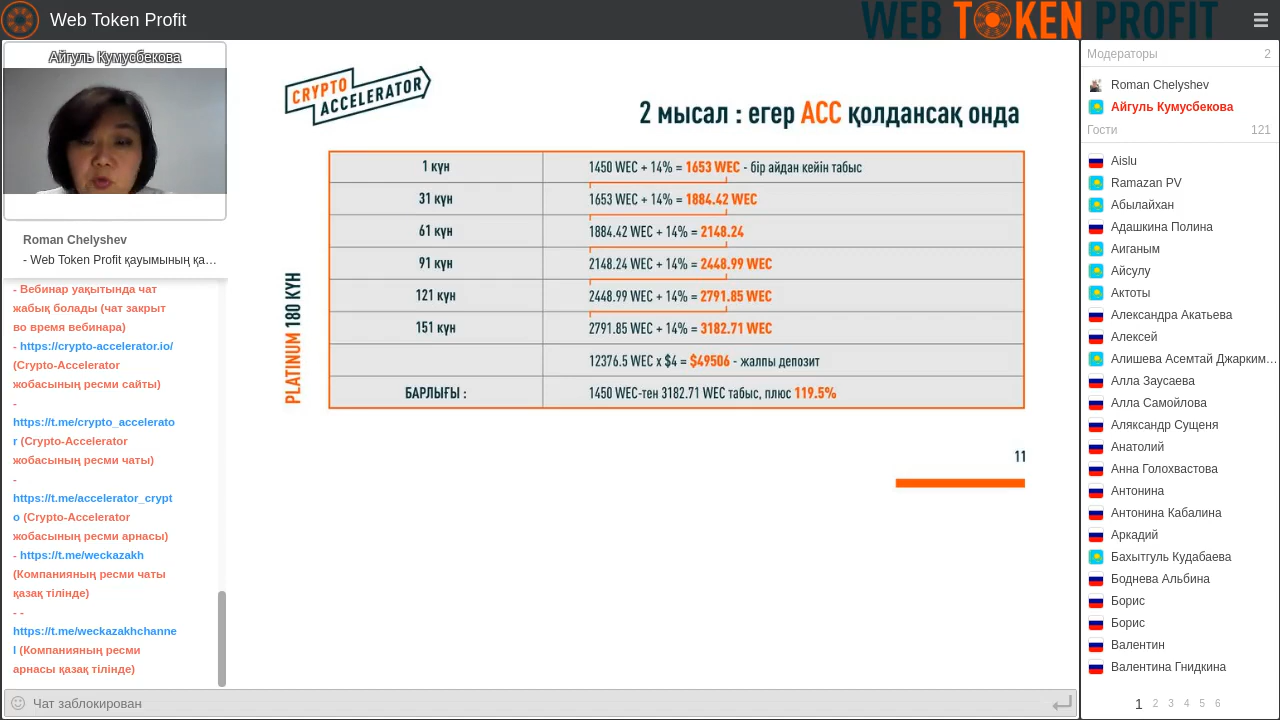 Web Token Profit
WEB TOKEN PROFIT
Айгуль Кумусбекова
Roman Chelyshev
- Web Token Profit қауымының қа…
- Вебинар уақытында чат
жабық болады (чат закрыт
во время вебинара)
- https://crypto-accelerator.io/
(Crypto-Accelerator
жобасының ресми сайты)
-
https://t.me/crypto_accelerato
r (Crypto-Accelerator
жобасының ресми чаты)
-
https://t.me/accelerator_crypt
o (Crypto-Accelerator
жобасының ресми арнасы)
- https://t.me/weckazakh
(Компанияның ресми чаты
қазақ тілінде)
- -
https://t.me/weckazakhchanne
l (Компанияның ресми
арнасы қазақ тілінде)
Чат заблокирован
CRYPTO
ACCELERATOR
2 мысал : егер АСС қолдансақ онда
PLATINUM 180 КҮН
1 күн 1450 WEC + 14% = 1653 WEC - бір айдан кейін табыс
31 күн 1653 WEC + 14% = 1884.42 WEC
61 күн 1884.42 WEC + 14% = 2148.24
91 күн 2148.24 WEC + 14% = 2448.99 WEC
121 күн 2448.99 WEC + 14% = 2791.85 WEC
151 күн 2791.85 WEC + 14% = 3182.71 WEC
12376.5 WEC x $4 = $49506 - жалпы депозит
БАРЛЫҒЫ : 1450 WEC-тен 3182.71 WEC табыс, плюс 119.5%
11
Модераторы 2
Roman Chelyshev
Айгуль Кумусбекова
Гости 121
Aislu
Ramazan PV
Абылайхан
Адашкина Полина
Аиганым
Айсулу
Актоты
Александра Акатьева
Алексей
Алишева Асемтай Джарким…
Алла Заусаева
Алла Самойлова
Аляксандр Сущеня
Анатолий
Анна Голохвастова
Антонина
Антонина Кабалина
Аркадий
Бахытгуль Кудабаева
Боднева Альбина
Борис
Борис
Валентин
Валентина Гнидкина
1 2 3 4 5 6